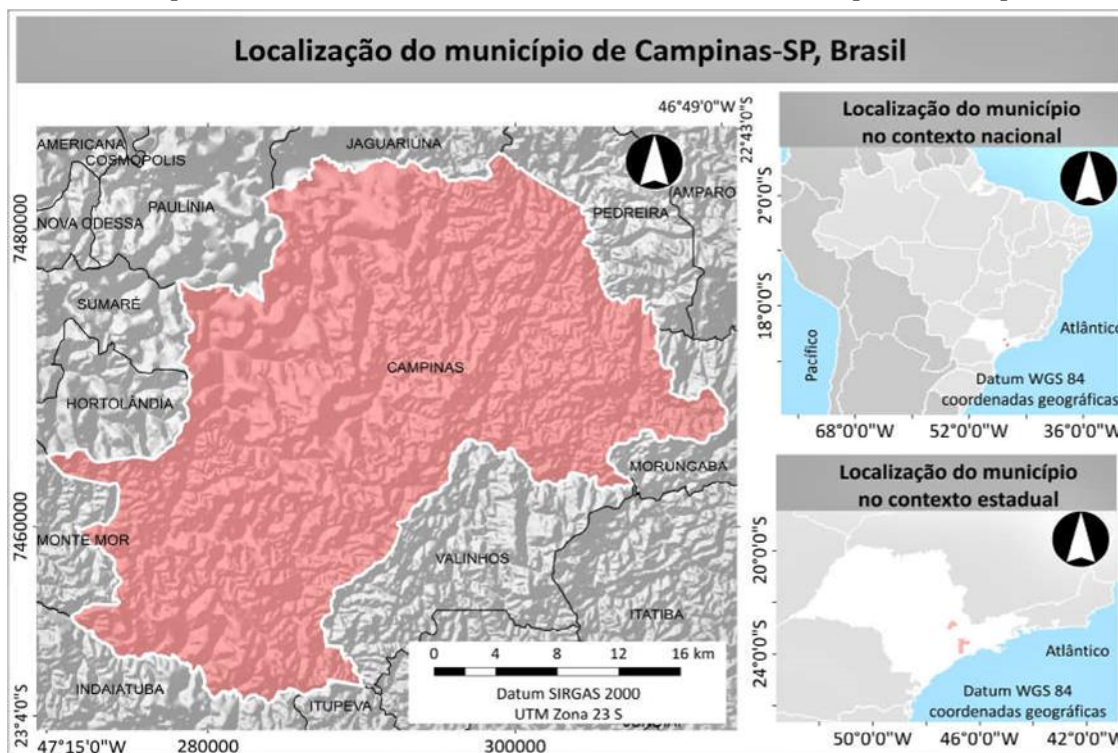 Localização do município de Campinas-SP, Brasil
46°49'0"W
22°43'0"S
AMERICANA
COSMÓPOLIS
JAGUARIÚNA
AMPARO
PAULÍNIA
PEDREIRA
NOVA ODESSA
7480000
SUMARÉ
CAMPINAS
HORTOLÂNDIA
MORUNGABA
7460000
MONTE MOR
VALINHOS
ITATIBA
0 4 8 12 16 km
Datum SIRGAS 2000
UTM Zona 23 S
INDAIATUBA
ITUPEVA
23°4'0"S
47°15'0"W
280000
300000
Localização do município
no contexto nacional
2°0'0"S
18°0'0"S
Pacífico
Atlântico
Datum WGS 84
coordenadas geográficas
68°0'0"W 52°0'0"W 36°0'0"W
Localização do município
no contexto estadual
20°0'0"S
24°0'0"S
Atlântico
Datum WGS 84
coordenadas geográficas
50°0'0"W 46°0'0"W 42°0'0"W